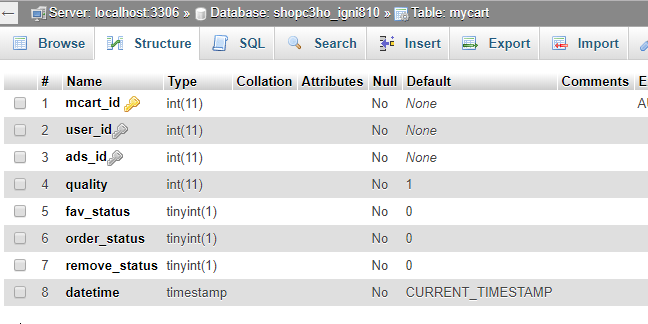 Server: localhost:3306 » Database: shopc3ho_igni810 » Table: mycart
Browse Structure SQL Search Insert Export Import
# Name Type Collation Attributes Null Default Comments
1 mcart_id int(11) No None
2 user_id int(11) No None
3 ads_id int(11) No None
4 quality int(11) No 1
5 fav_status tinyint(1) No 0
6 order_status tinyint(1) No 0
7 remove_status tinyint(1) No 0
8 datetime timestamp No CURRENT_TIMESTAMP